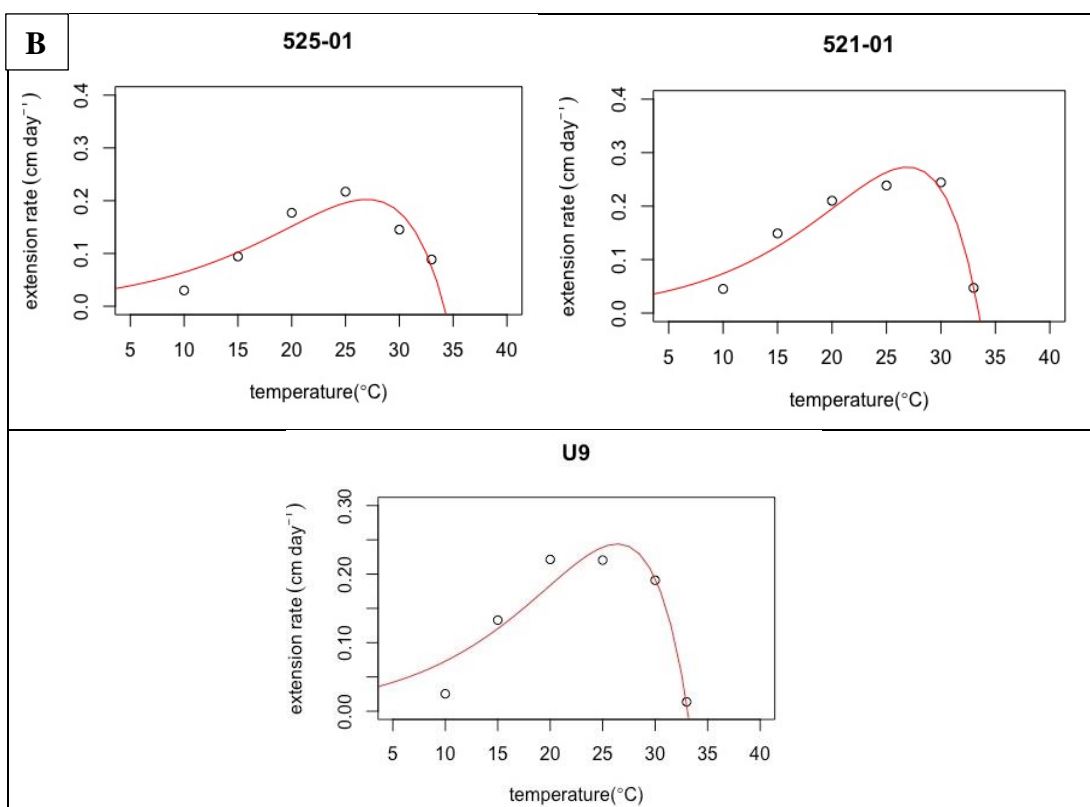 B
525-01
extension rate (cm day⁻¹)
0.0 0.1 0.2 0.3 0.4
5 10 15 20 25 30 35 40
temperature(°C)
521-01
extension rate (cm day⁻¹)
0.0 0.1 0.2 0.3 0.4
5 10 15 20 25 30 35 40
temperature(°C)
U9
extension rate (cm day⁻¹)
0.00 0.10 0.20 0.30
5 10 15 20 25 30 35 40
temperature(°C)